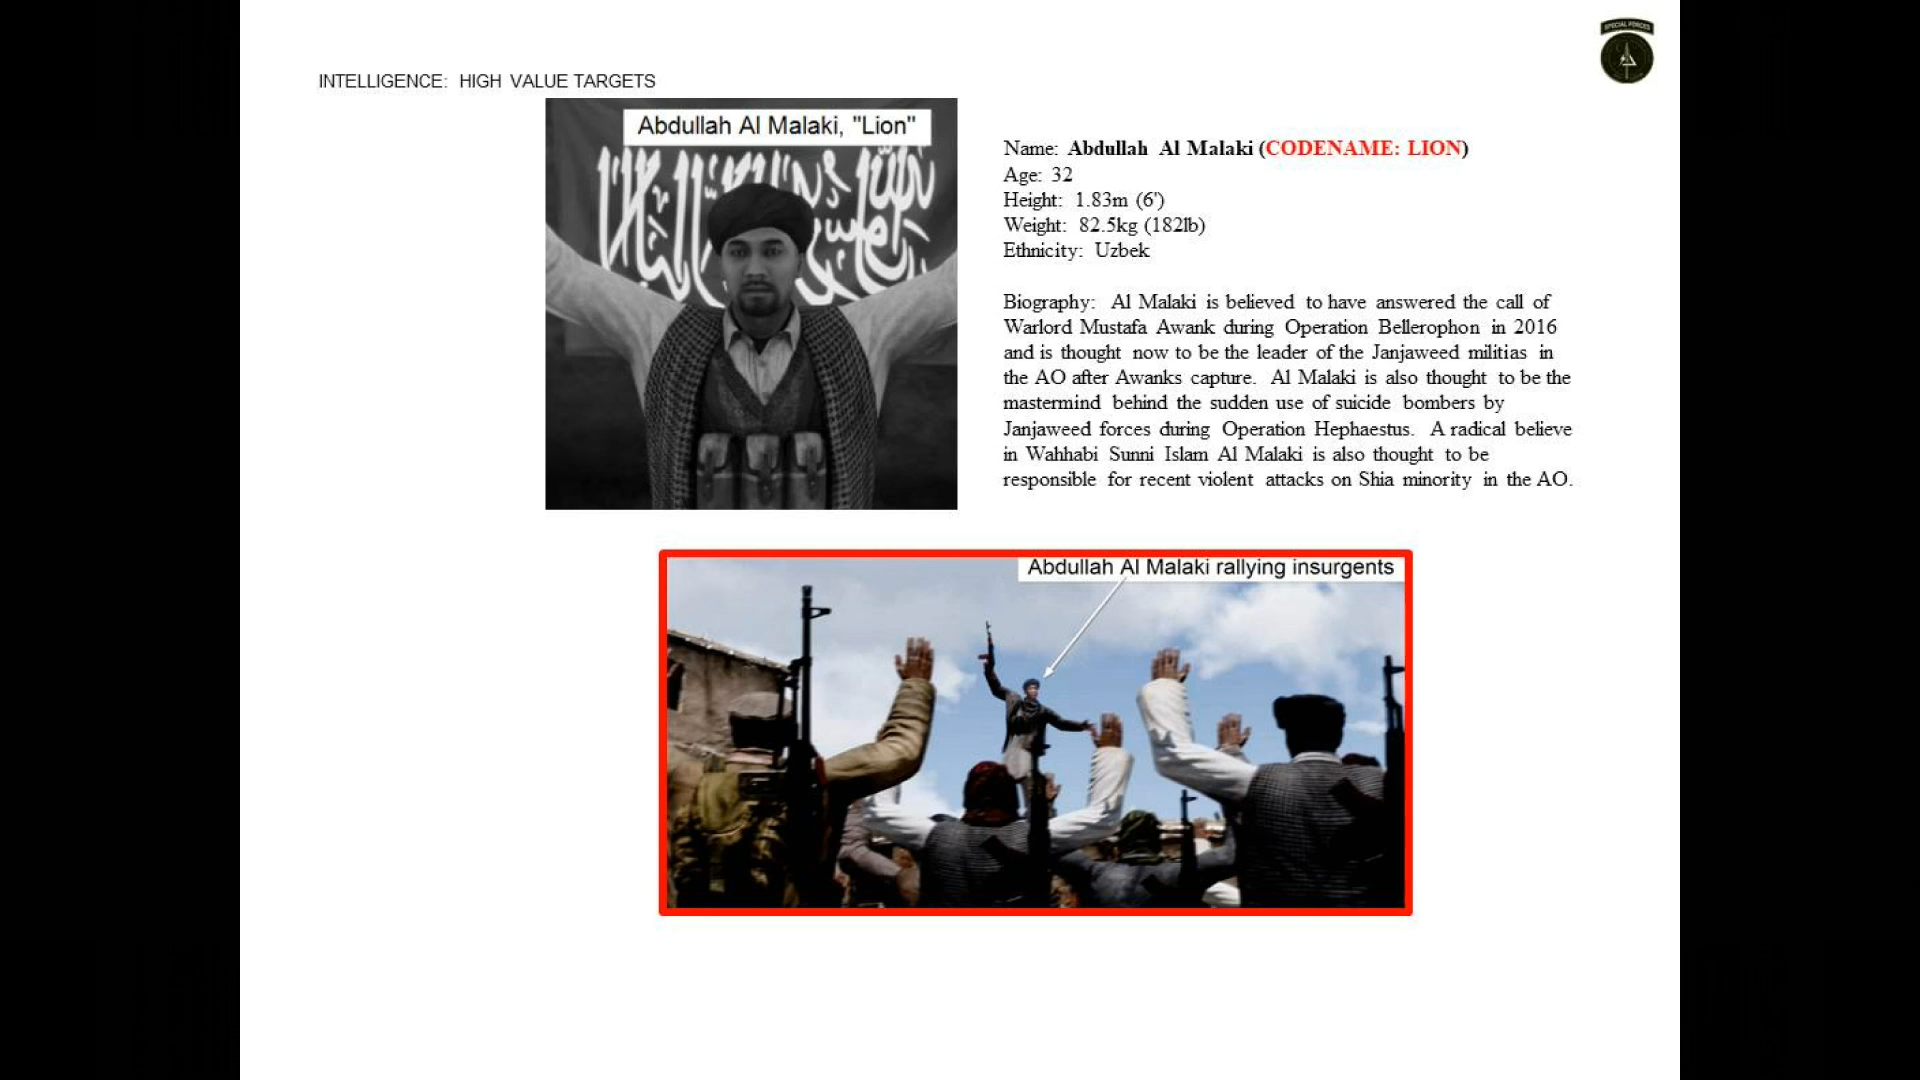 SPECIAL FORCES
INTELLIGENCE: HIGH VALUE TARGETS
Abdullah Al Malaki, "Lion"
Name: Abdullah Al Malaki (CODENAME: LION)
Age: 32
Height: 1.83m (6')
Weight: 82.5kg (182lb)
Ethnicity: Uzbek
Biography: Al Malaki is believed to have answered the call of
Warlord Mustafa Awank during Operation Bellerophon in 2016
and is thought now to be the leader of the Janjaweed militias in
the AO after Awanks capture. Al Malaki is also thought to be the
mastermind behind the sudden use of suicide bombers by
Janjaweed forces during Operation Hephaestus. A radical believe
in Wahhabi Sunni Islam Al Malaki is also thought to be
responsible for recent violent attacks on Shia minority in the AO.
Abdullah Al Malaki rallying insurgents